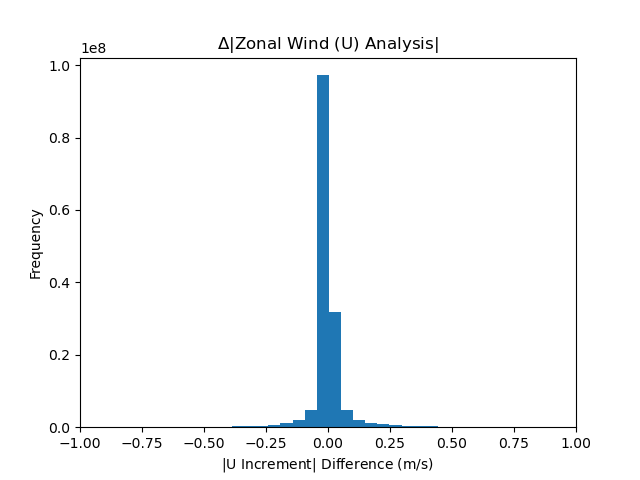 Δ|Zonal Wind (U) Analysis|
1e8
1.0
0.8
0.6
0.4
0.2
0.0
Frequency
−1.00 −0.75 −0.50 −0.25 0.00 0.25 0.50 0.75 1.00
|U Increment| Difference (m/s)